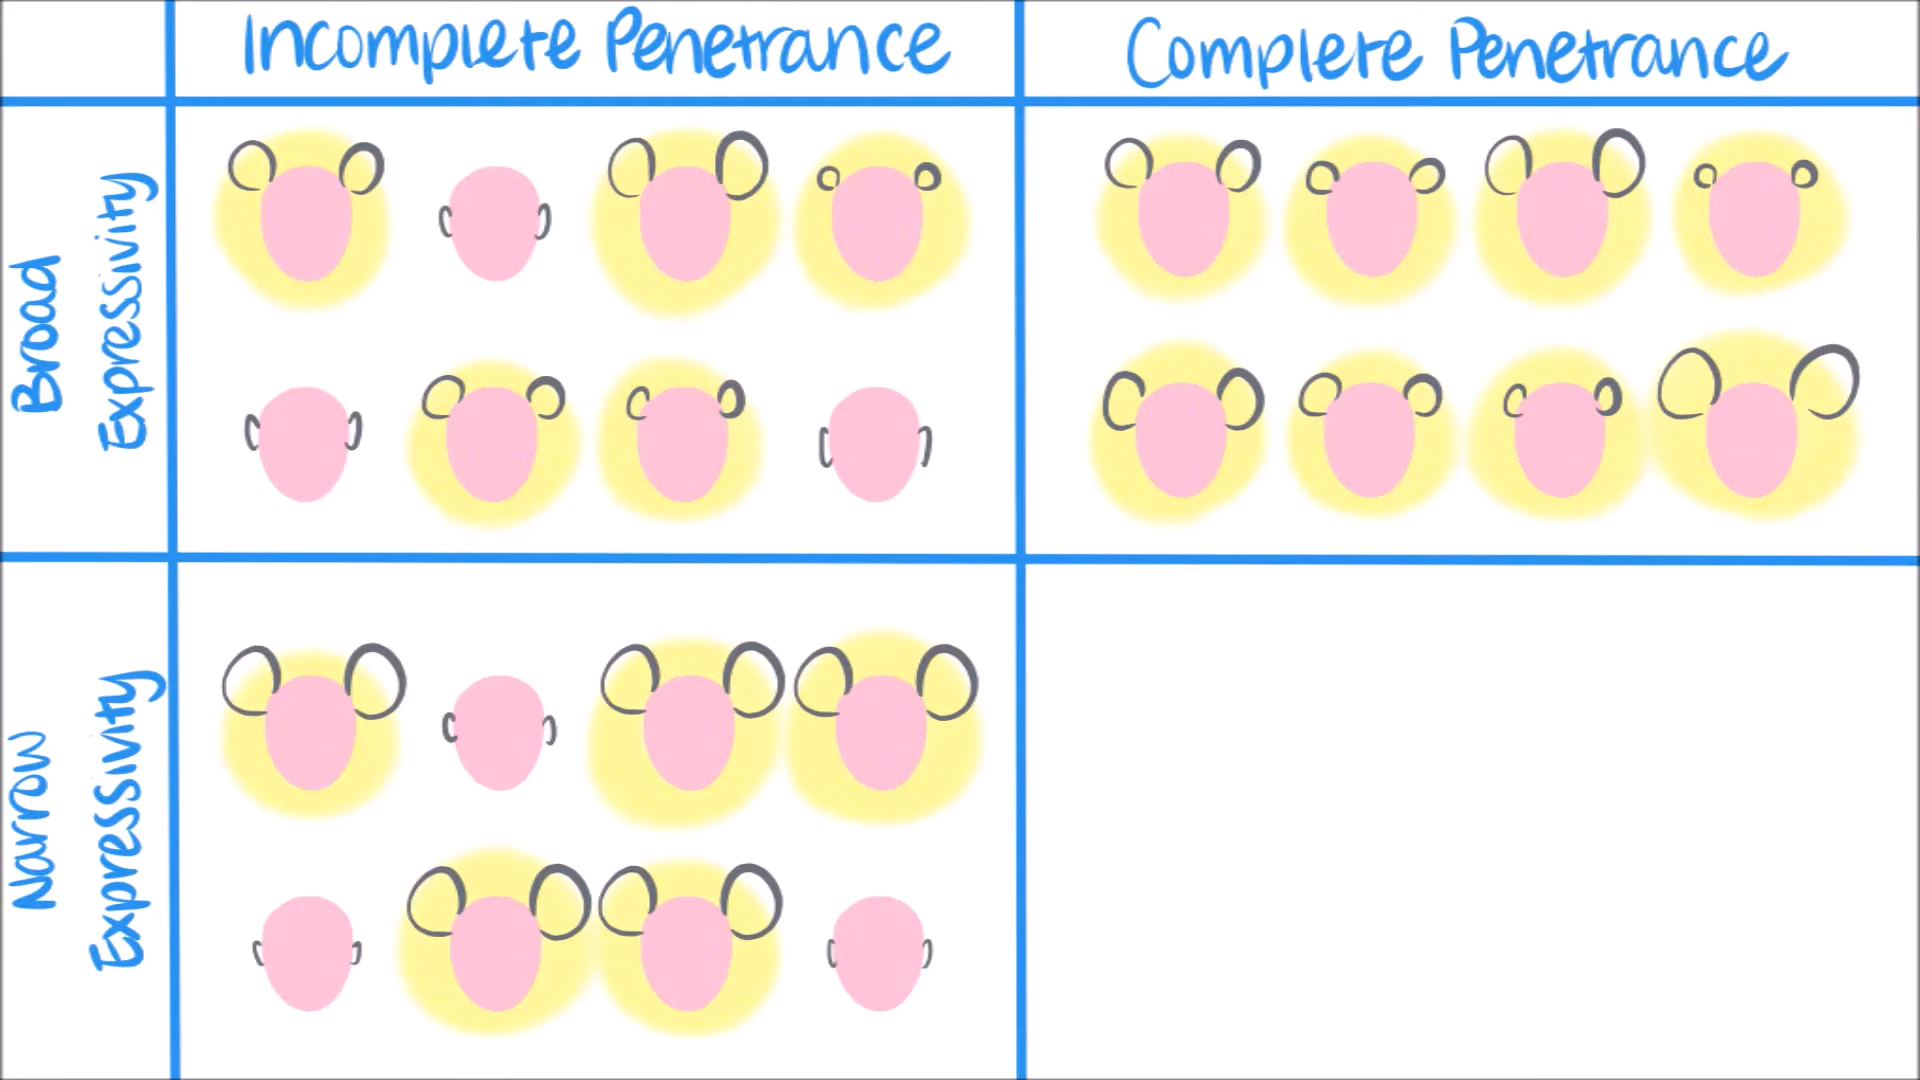 Incomplete Penetrance
Complete Penetrance
Broad
Expressivity
Narrow
Expressivity